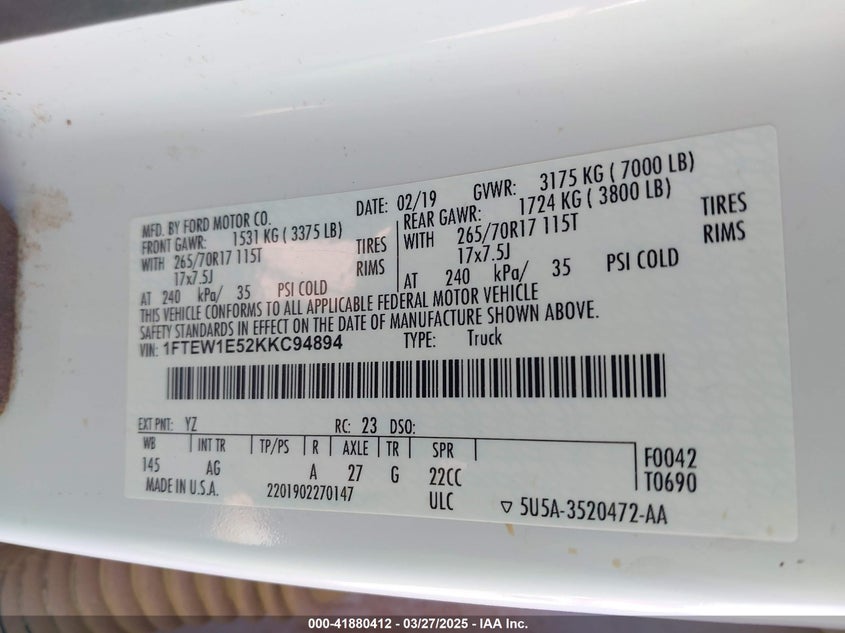 MFD. BY FORD MOTOR CO. DATE: 02/19 GVWR: 3175 KG ( 7000 LB)
FRONT GAWR: 1531 KG ( 3375 LB) REAR GAWR: 1724 KG ( 3800 LB)
WITH 265/70R17 115T TIRES WITH 265/70R17 115T TIRES
17x7.5J RIMS 17x7.5J RIMS
AT 240 kPa/ 35 PSI COLD AT 240 kPa/ 35 PSI COLD
THIS VEHICLE CONFORMS TO ALL APPLICABLE FEDERAL MOTOR VEHICLE
SAFETY STANDARDS IN EFFECT ON THE DATE OF MANUFACTURE SHOWN ABOVE.
VIN: 1FTEW1E52KKC94894 TYPE: Truck
EXT PNT: YZ RC: 23 DSO:
WB INT TR TP/PS R AXLE TR SPR
145 AG A 27 G 22CC F0042
T0690
MADE IN U.S.A. 2201902270147 ULC ▽ 5U5A-3520472-AA
000-41880412 - 03/27/2025 - IAA Inc.